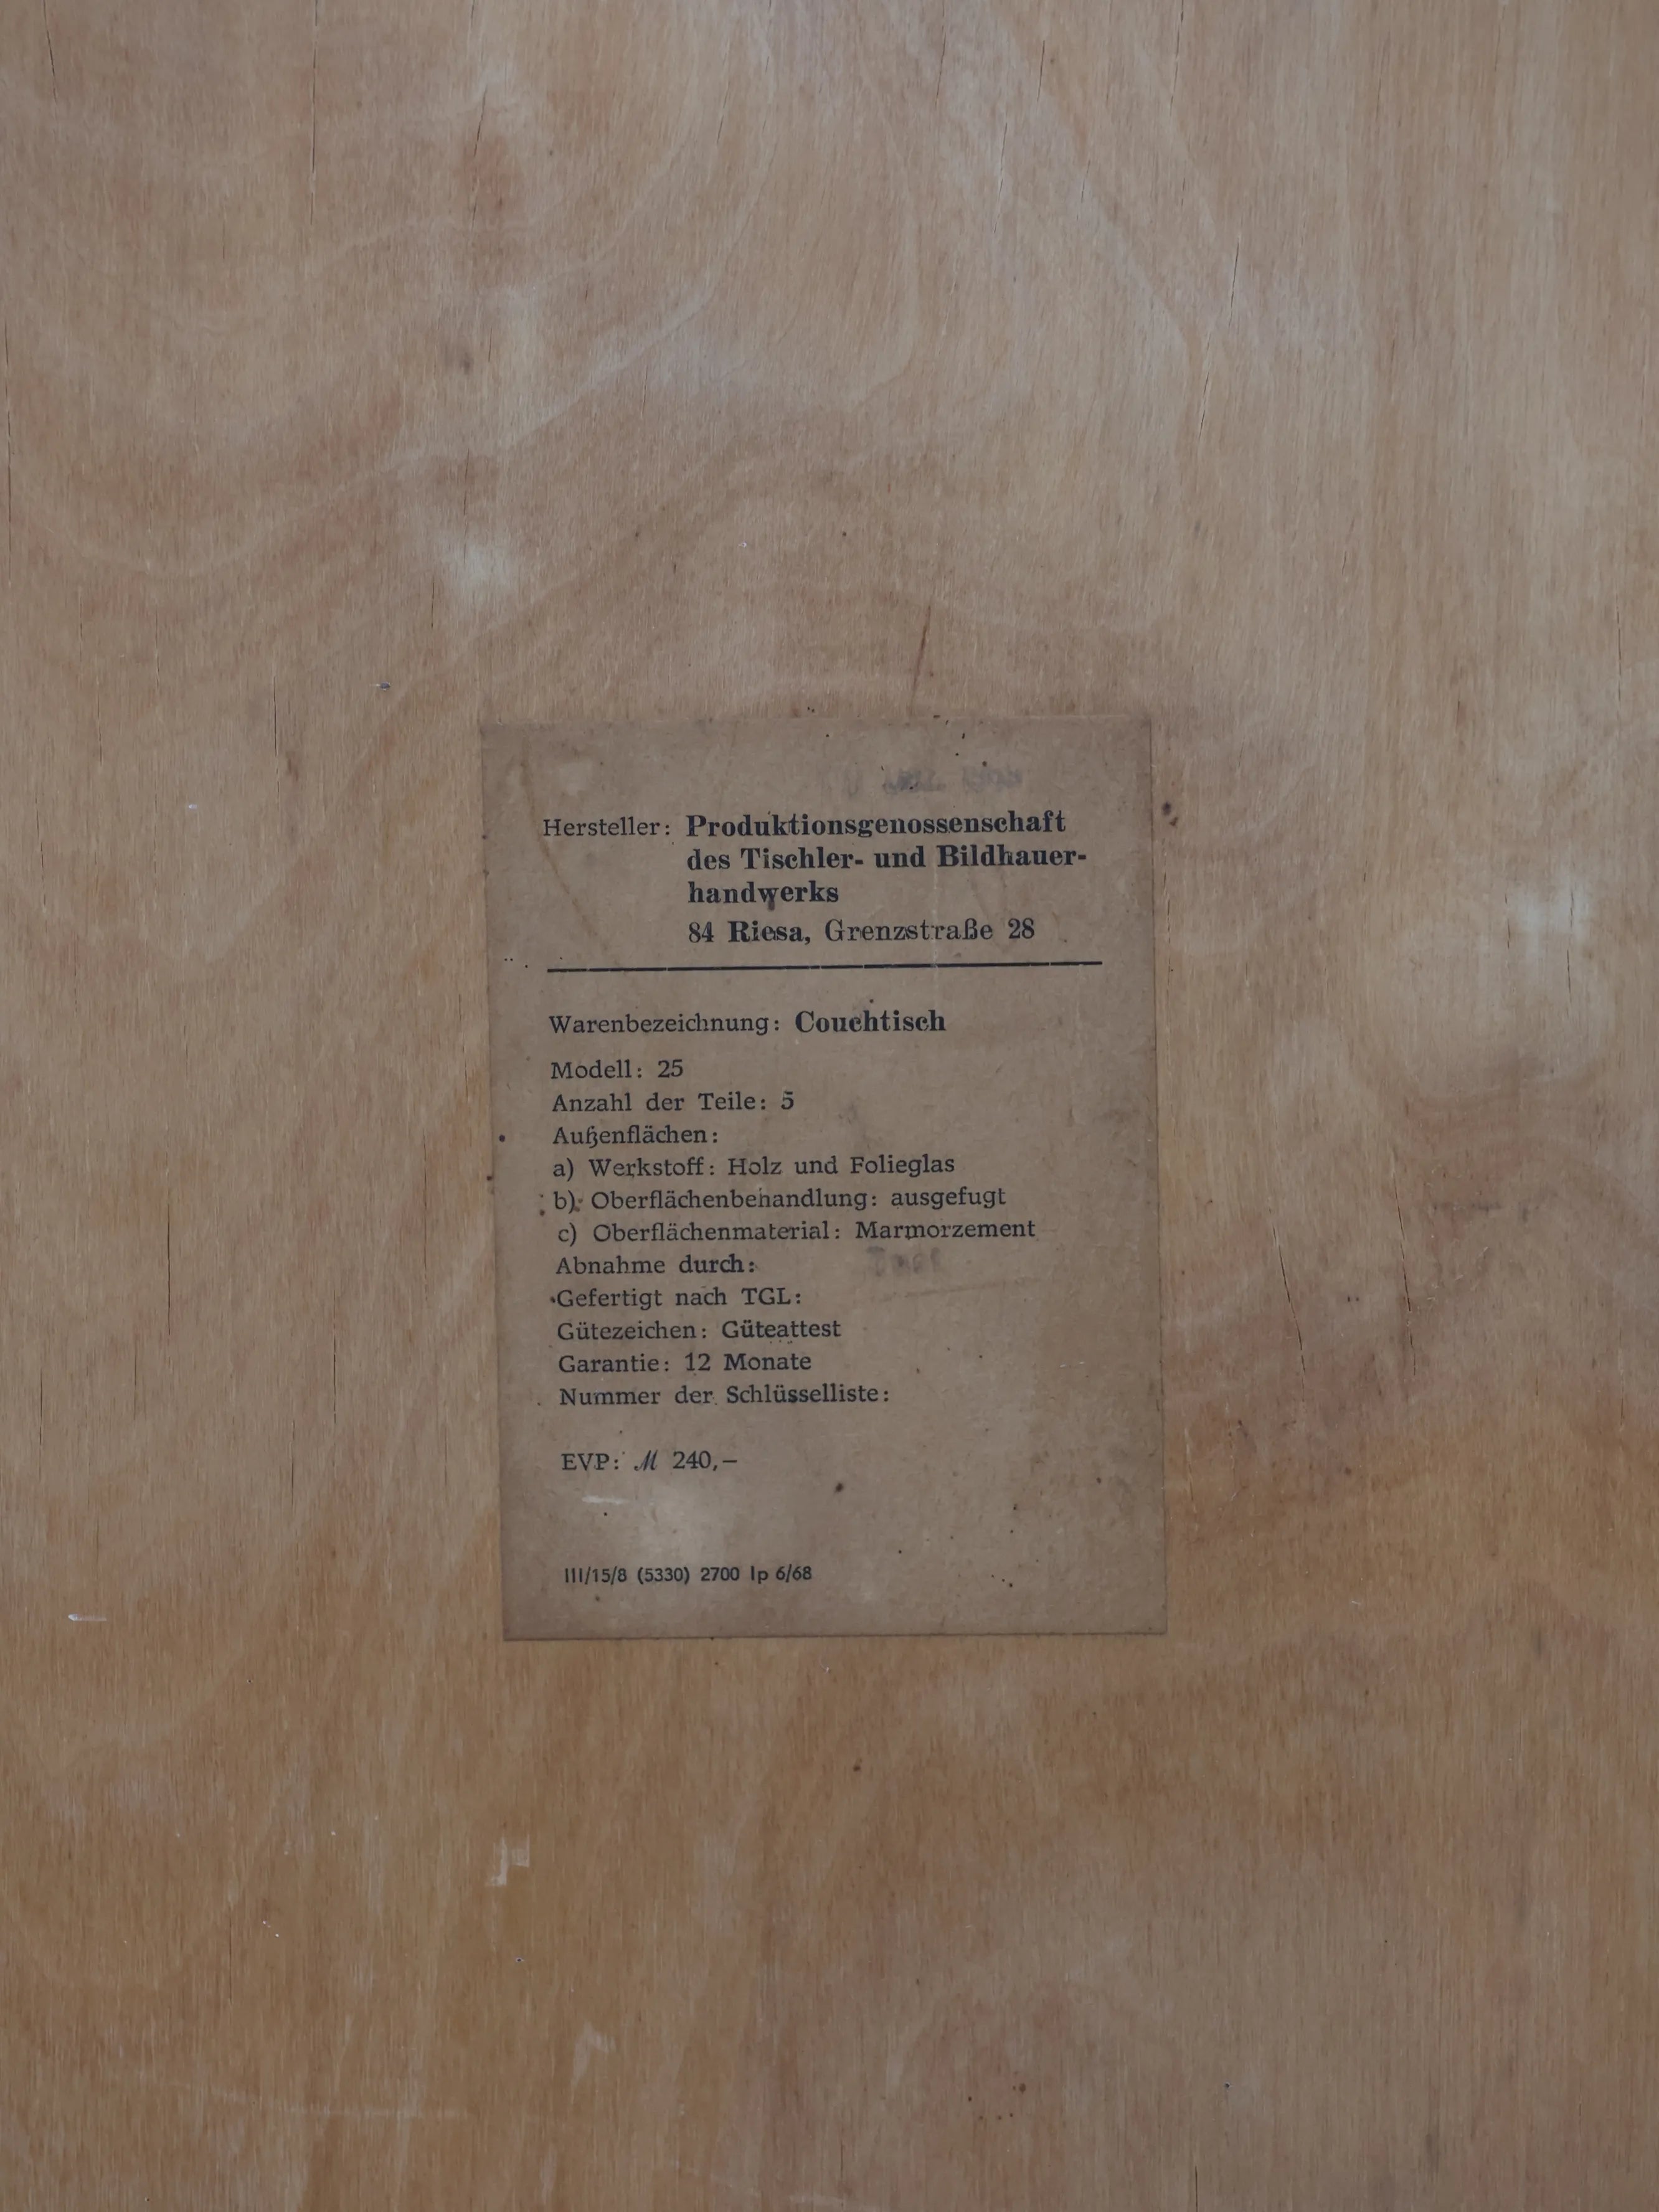 Hersteller: Produktionsgenossenschaft
des Tischler- und Bildhauer-
handwerks
84 Riesa, Grenzstraße 28
Warenbezeichnung: Couchtisch
Modell: 25
Anzahl der Teile: 5
Außenflächen:
a) Werkstoff: Holz und Folieglas
b) Oberflächenbehandlung: ausgefugt
c) Oberflächenmaterial: Marmorzement
Abnahme durch:
Gefertigt nach TGL:
Gütezeichen: Güteattest
Garantie: 12 Monate
Nummer der Schlüsselliste:
EVP: M 240,–
III/15/8 (5330) 2700 Ip 6/68